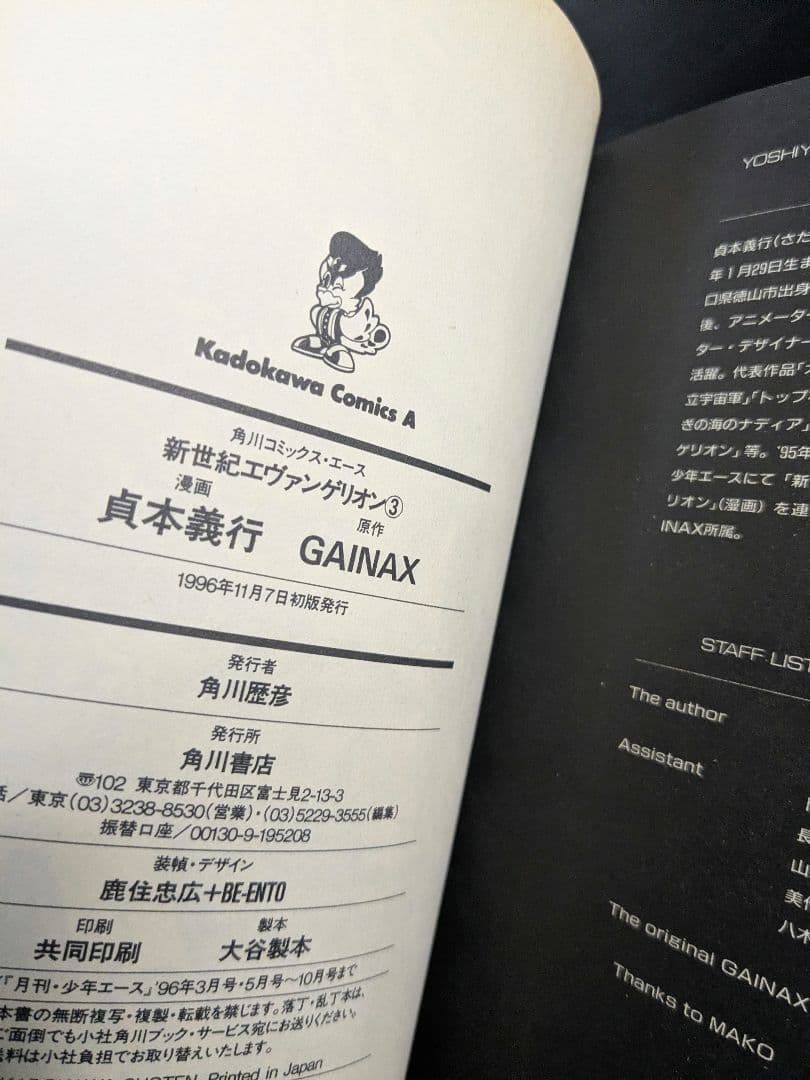 Kadokawa Comics A
角川コミックス・エース
新世紀エヴァンゲリオン③
漫画
原作
貞本義行 GAINAX
1996年11月7日初版発行
発行者
角川歴彦
発行所
角川書店
〠102 東京都千代田区富士見2-13-3
話/東京(03)3238-8530(営業)・(03)5229-3555(編集)
振替口座/00130-9-195208
装幀・デザイン
鹿住忠広+BE-ENTO
印刷 製本
共同印刷 大谷製本
『月刊・少年エース』'96年3月号・5月号〜10月号まで
本書の無断複写・複製・転載を禁じます。落丁・乱丁本は、
ご面倒でも小社角川ブック・サービス宛にお送りください。
送料は小社負担でお取り替えいたします。
Printed in Japan
YOSHIY
貞本義行(さだ
年1月29日生ま
口県徳山市出身
後、アニメータ
ター・デザイナー
活躍。代表作品「オ
立宇宙軍」「トップ
ぎの海のナディア」
ゲリオン」等。'95年
少年エースにて「新
リオン」(漫画)を連
INAX所属。
STAFF LIST
The author
Assistant
長
山
美
八木
The original GAINAX
Thanks to MAKO